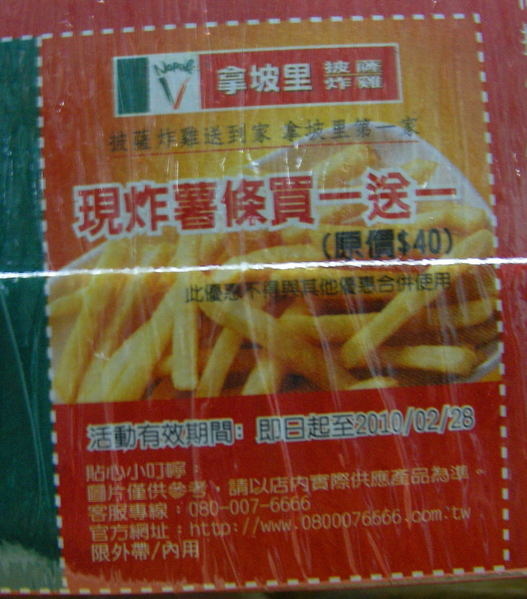 Napoli
拿坡里 披薩
炸雞
披薩炸雞送到家 拿坡里第一家
現炸薯條買一送一
(原價$40)
此優惠不得與其他優惠合併使用
活動有效期間: 即日起至2010/02/28
貼心小叮嚀:
圖片僅供參考,請以店內實際供應產品為準。
客服專線:080-007-6666
官方網址:http://www.0800076666.com.tw
限外帶/內用